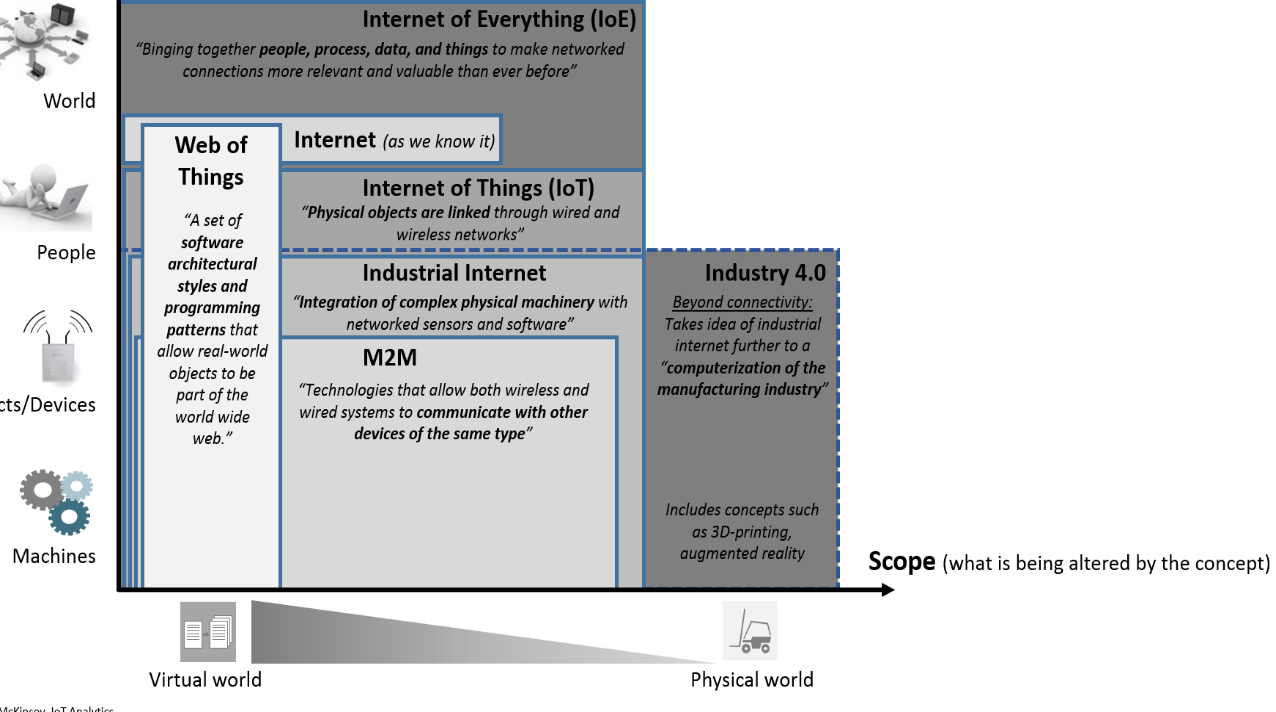 Internet of Everything (IoE)
“Binging together people, process, data, and things to make networked
connections more relevant and valuable than ever before”
World
Internet (as we know it)
Web of
Things
“A set of
software
architectural
styles and
programming
patterns that
allow real-world
objects to be
part of the
world wide
web.”
Internet of Things (IoT)
“Physical objects are linked through wired and
wireless networks”
People
Industrial Internet
“Integration of complex physical machinery with
networked sensors and software”
M2M
“Technologies that allow both wireless and
wired systems to communicate with other
devices of the same type”
Industry 4.0
Beyond connectivity:
Takes idea of industrial
internet further to a
“computerization of the
manufacturing industry”
Includes concepts such
as 3D-printing,
augmented reality
cts/Devices
Machines
Scope (what is being altered by the concept)
Virtual world
Physical world
McKinsey, IoT Analytics